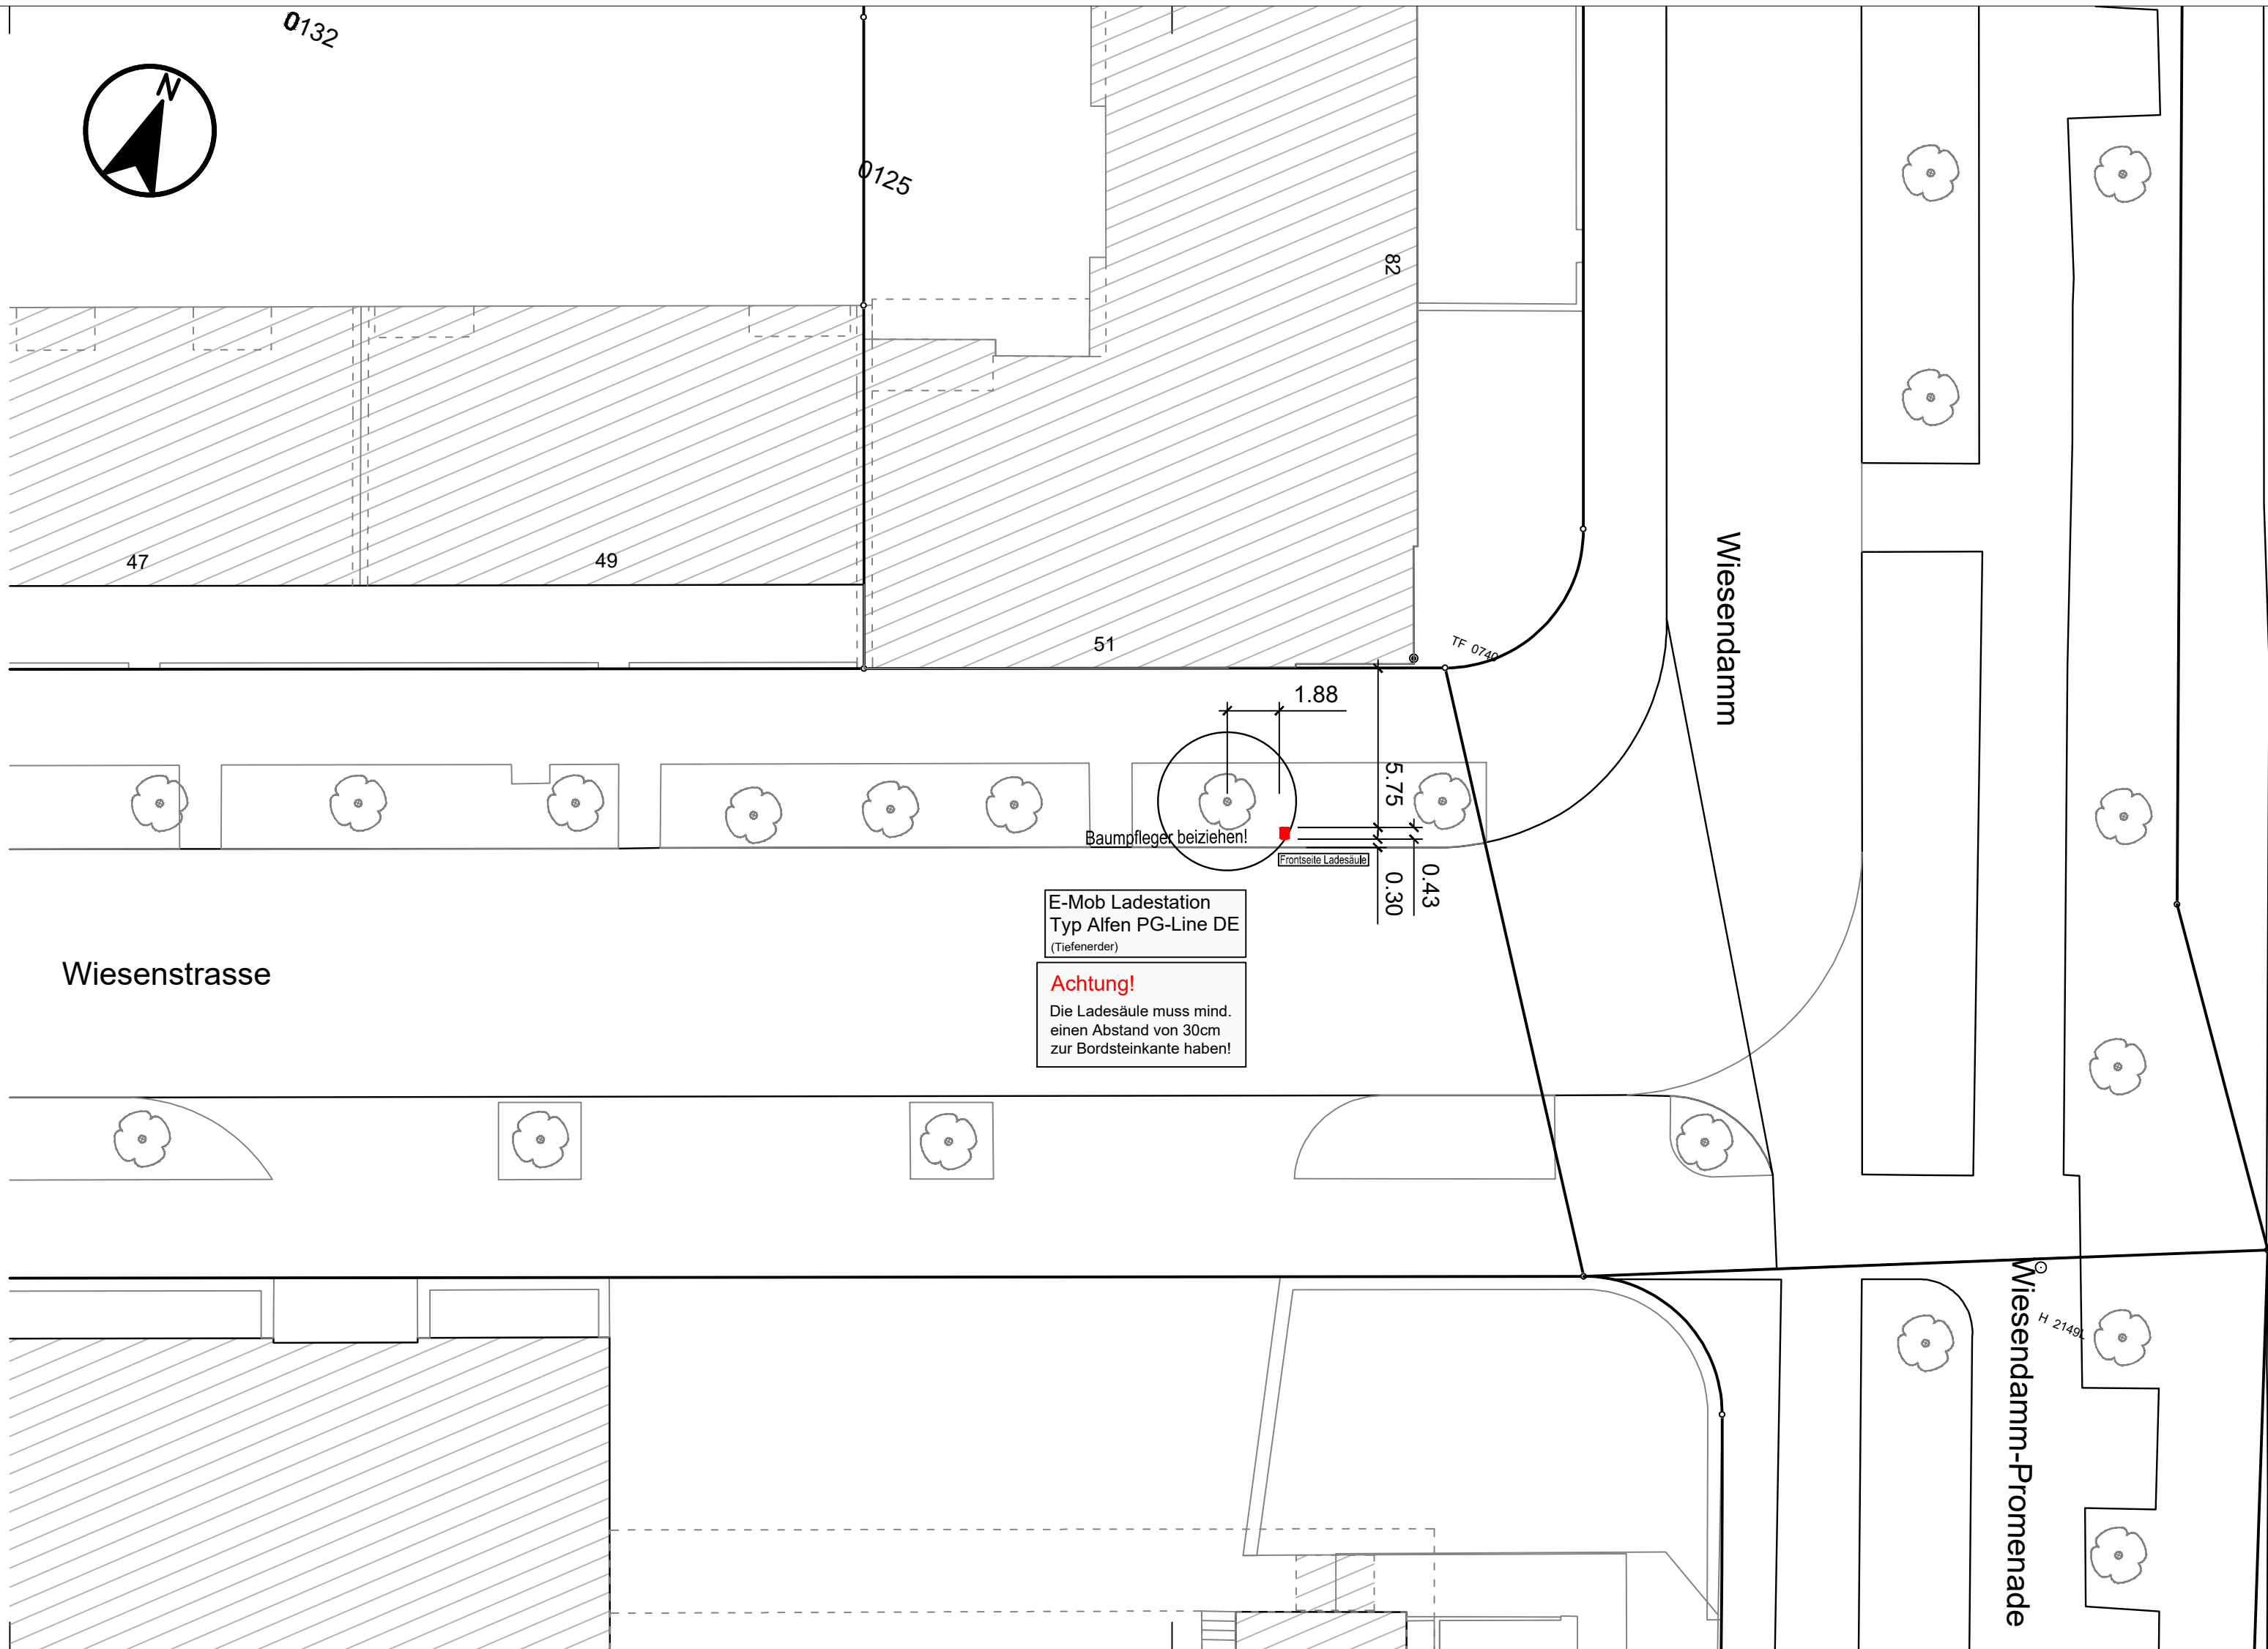 0132
N
0125
82
47
49
51
TF 0740
Wiesendamm
1.88
5.75
Baumpfleger beiziehen!
Frontseite Ladesäule
0.43
0.30
E-Mob Ladestation
Typ Alfen PG-Line DE
(Tiefenerder)
Wiesenstrasse
Achtung!
Die Ladesäule muss mind.
einen Abstand von 30cm
zur Bordsteinkante haben!
Wiesendamm-Promenade
H 2149L